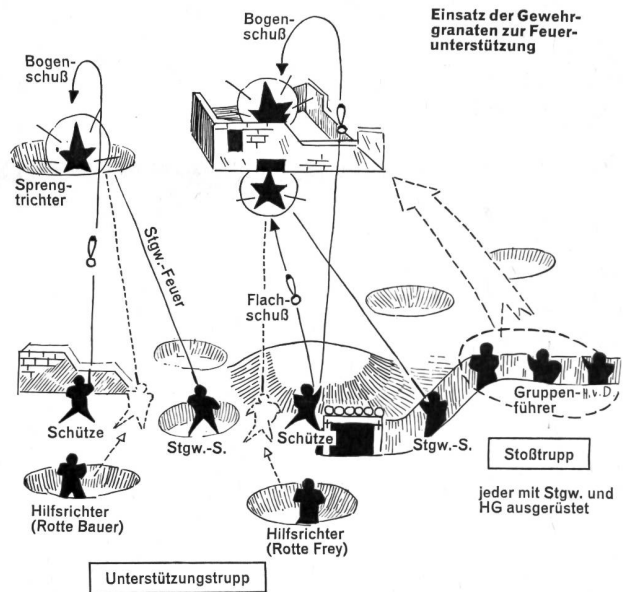 Einsatz der Gewehr-
granaten zur Feuer-
unterstützung
Bogen-
schuß
Bogen-
schuß
Spreng-
trichter
Stgw.-Feuer
Flach-
schuß
Schütze
Stgw.-S.
Schütze
Stgw.-S.
Gruppen-
führer
H.v.D.
Stoßtrupp
jeder mit Stgw. und
HG ausgerüstet
Hilfsrichter
(Rotte Bauer)
Hilfsrichter
(Rotte Frey)
Unterstützungstrupp